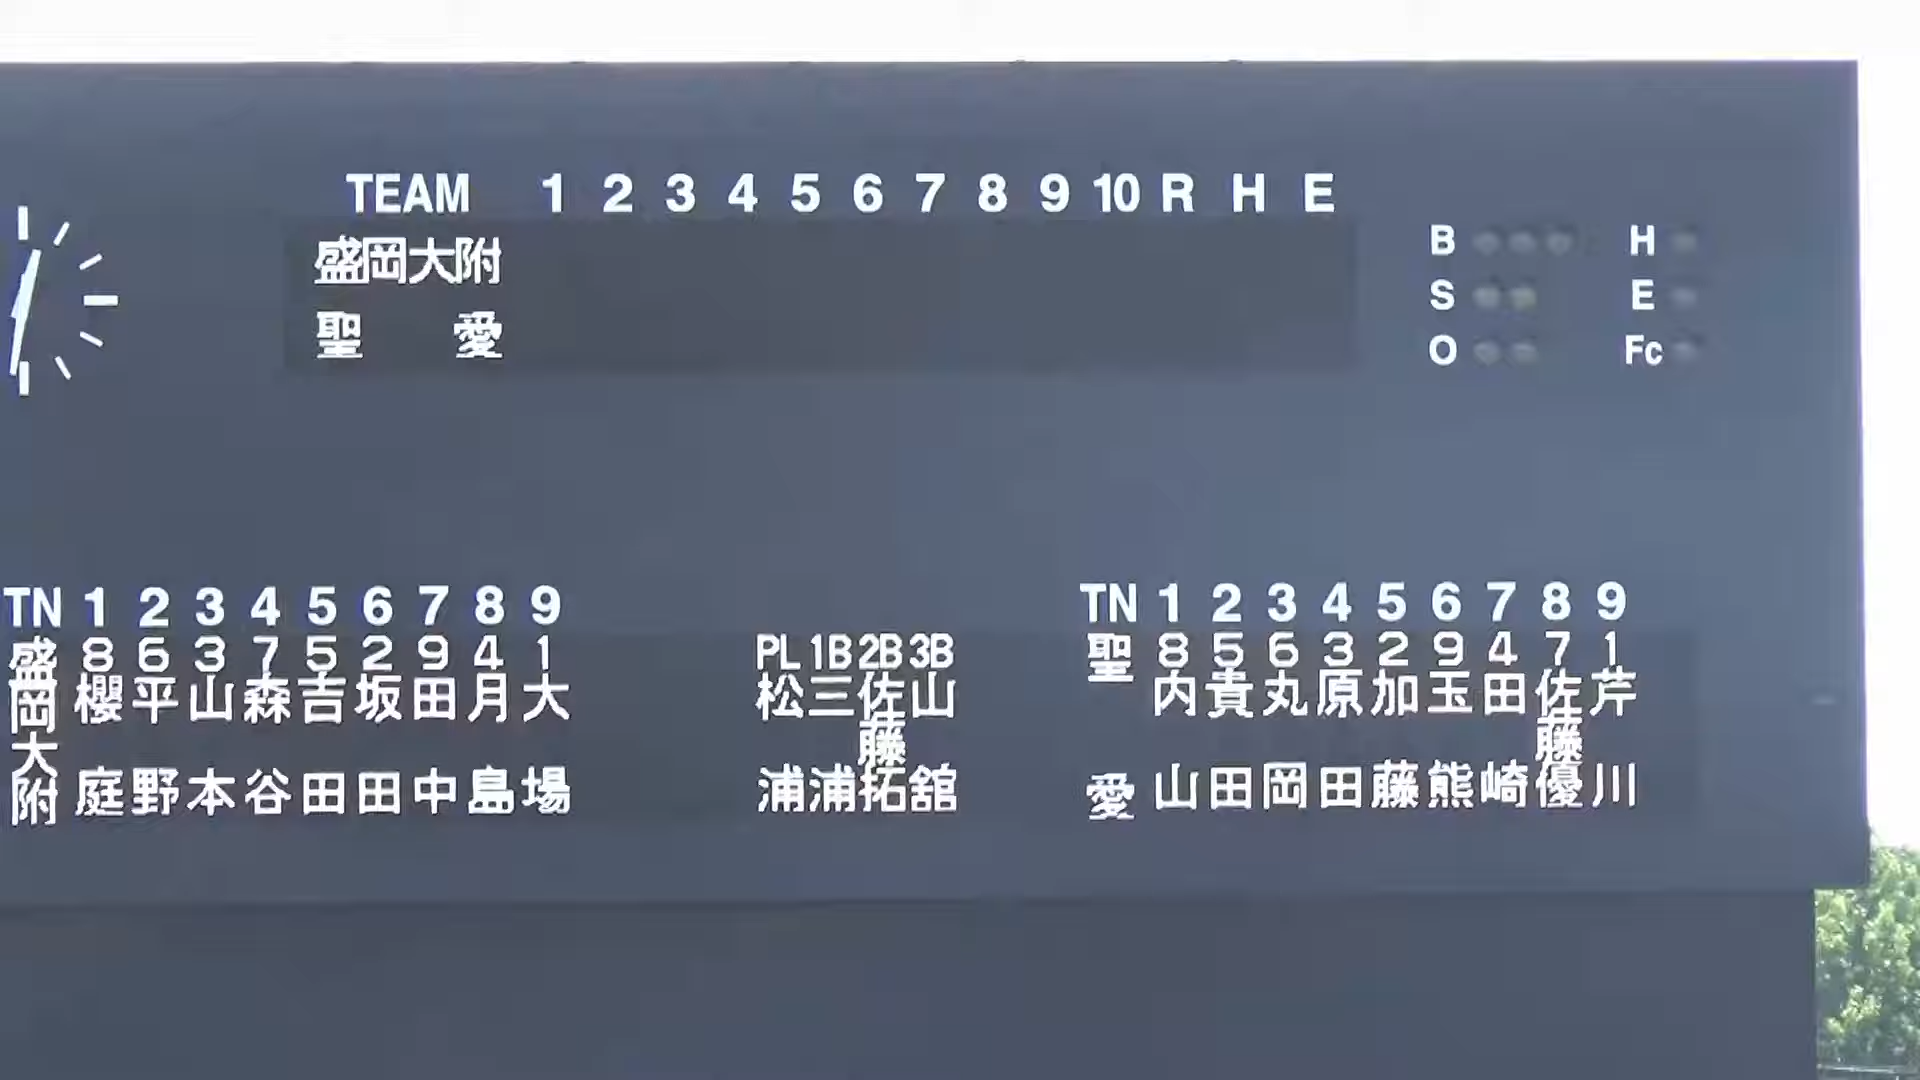 TEAM 1 2 3 4 5 6 7 8 9 10 R H E
盛岡大附
聖 愛
B H
S E
O Fc
TN 1 2 3 4 5 6 7 8 9
盛岡大附
8 6 3 7 5 2 9 4 1
櫻庭
平野
山本
森谷
吉田
坂田
田中
月島
大場
PL 1B 2B 3B
松浦
三浦
佐藤拓
山舘
TN 1 2 3 4 5 6 7 8 9
聖愛
8 5 6 3 2 9 4 7 1
内山
貴田
丸岡
原田
加藤
玉熊
田崎
佐藤優
芹川